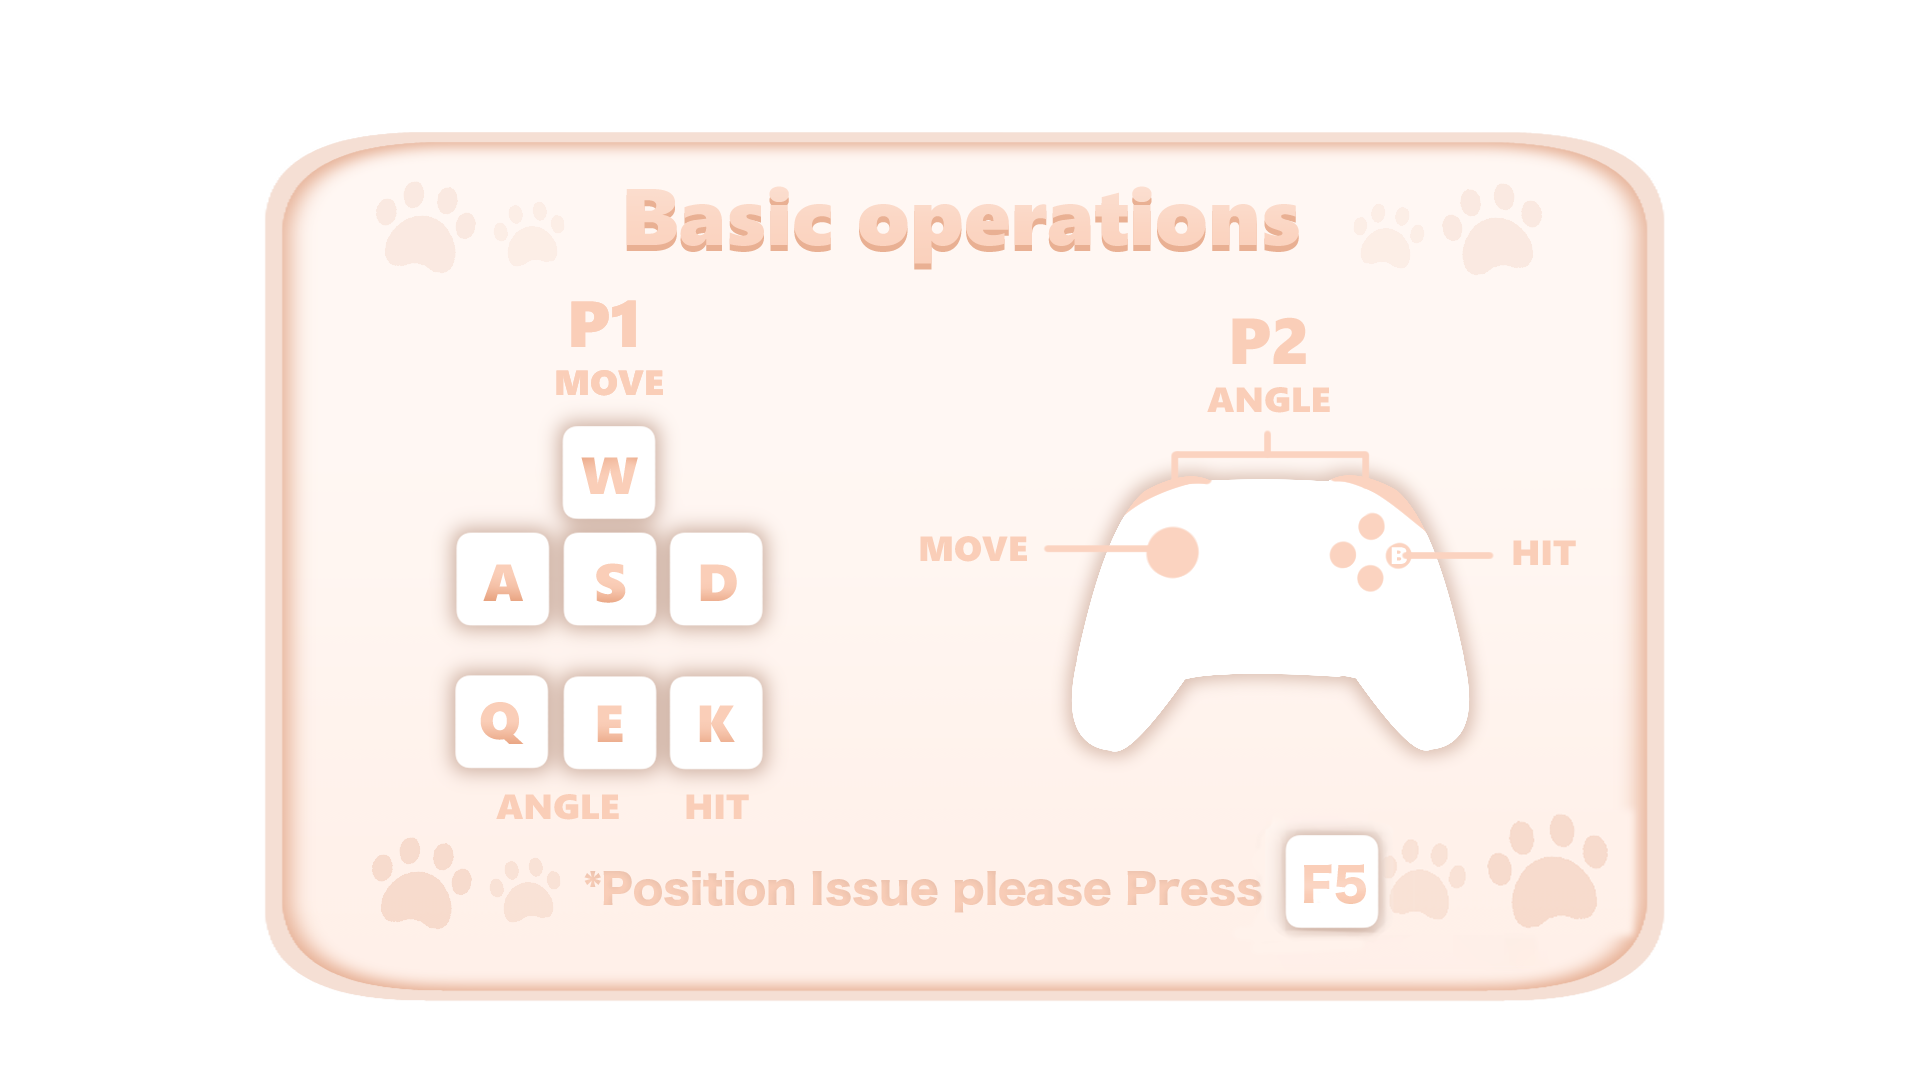 Basic operations
P1
MOVE
W
A S D
Q E K
ANGLE HIT
P2
ANGLE
MOVE
B
HIT
*Position Issue please Press F5